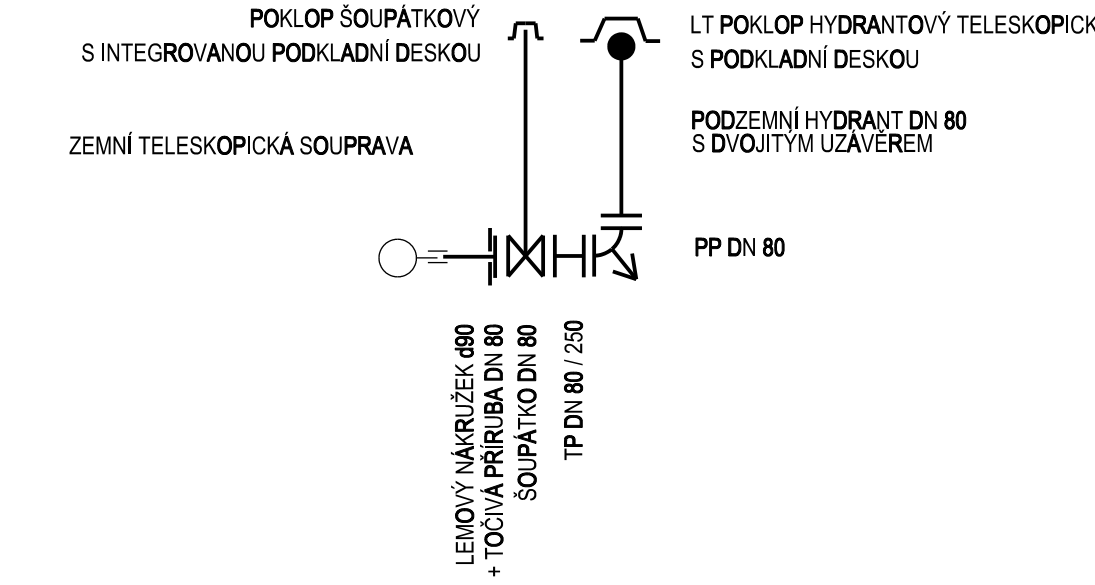 POKLOP ŠOUPÁTKOVÝ
S INTEGROVANOU PODKLADNÍ DESKOU
ZEMNÍ TELESKOPICKÁ SOUPRAVA
LT POKLOP HYDRANTOVÝ TELESKOPICK
S PODKLADNÍ DESKOU
PODZEMNÍ HYDRANT DN 80
S DVOJITÝM UZÁVĚREM
PP DN 80
LEMOVÝ NÁKRUŽEK d90
+ TOČIVÁ PŘÍRUBA DN 80
ŠOUPÁTKO DN 80
TP DN 80 / 250